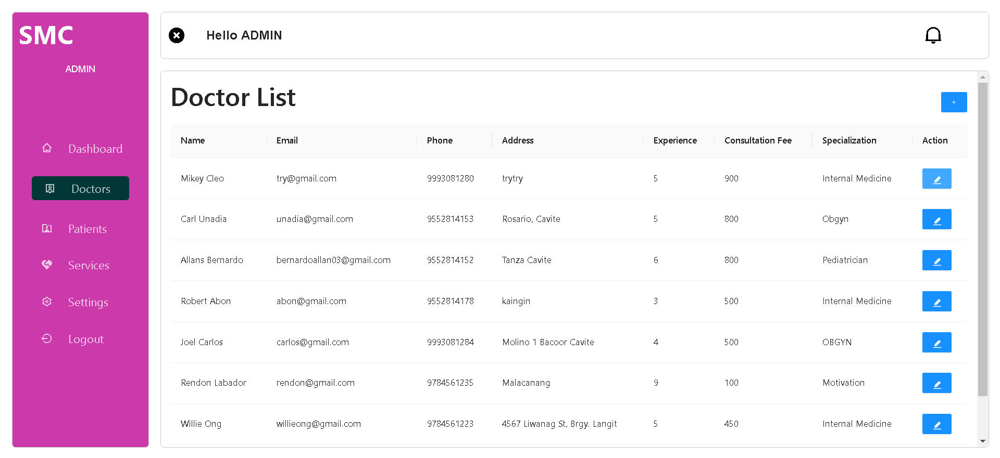 SMC
ADMIN
Dashboard
Doctors
Patients
Services
Settings
Logout
Hello ADMIN
Doctor List
+
Name Email Phone Address Experience Consultation Fee Specialization Action
Mikey Cleo try@gmail.com 9993081280 trytry 5 900 Internal Medicine
Carl Unadia unadia@gmail.com 9552814153 Rosario, Cavite 5 800 Obgyn
Allans Bernardo bernardoallan03@gmail.com 9552814152 Tanza Cavite 6 800 Pediatrician
Robert Abon abon@gmail.com 9552814178 kaingin 3 500 Internal Medicine
Joel Carlos carlos@gmail.com 9993081284 Molino 1 Bacoor Cavite 4 500 OBGYN
Rendon Labador rendon@gmail.com 9784561235 Malacanang 9 100 Motivation
Willie Ong willieong@gmail.com 9784561223 4567 Liwanag St, Brgy. Langit 5 450 Internal Medicine